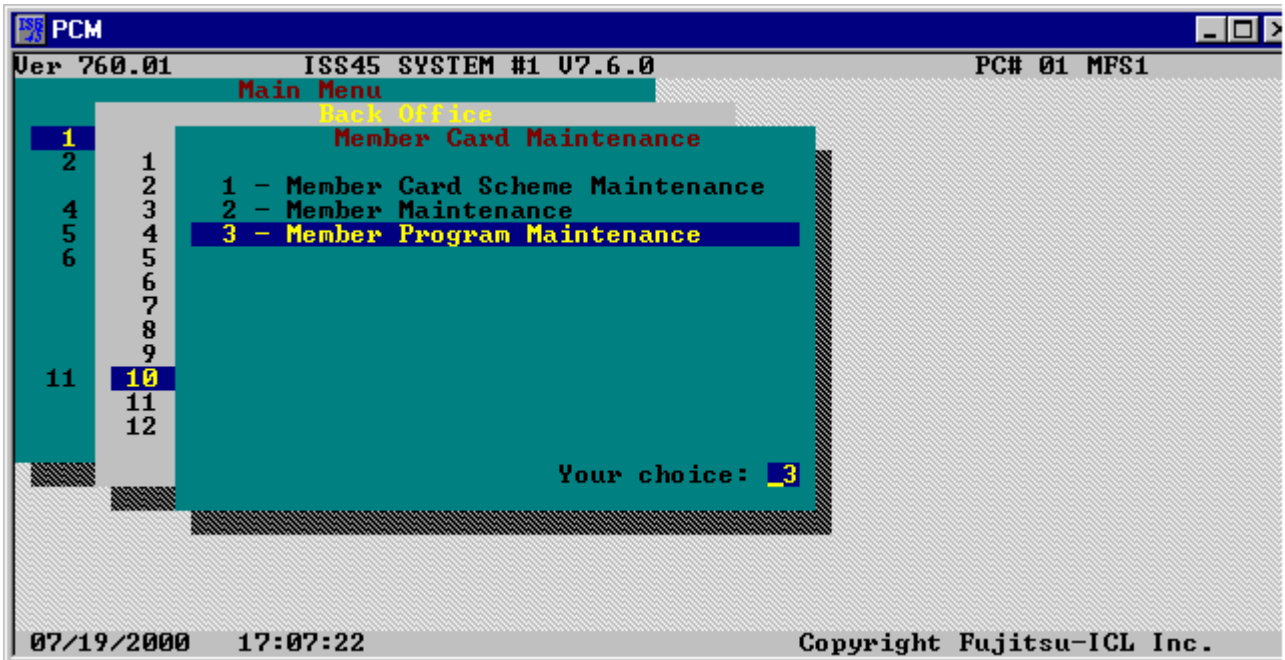 ISS 45 PCM
Ver 760.01 ISS45 SYSTEM #1 V7.6.0 PC# 01 MFS1
Main Menu
Back Office
1 Member Card Maintenance
2 1
2 1 - Member Card Scheme Maintenance
4 3 2 - Member Maintenance
5 4 3 - Member Program Maintenance
6 5
6
7
8
9
11 10
11
12
Your choice: _3
07/19/2000 17:07:22 Copyright Fujitsu-ICL Inc.